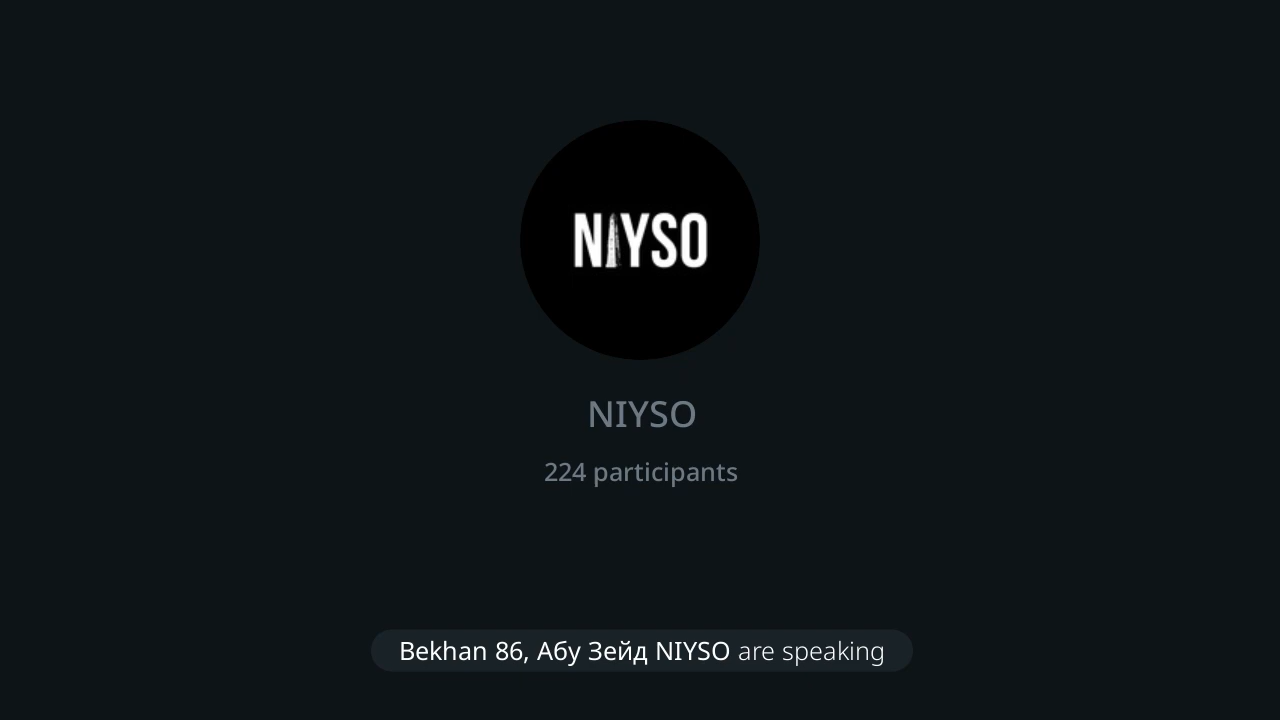 NIYSO
NIYSO
224 participants
Bekhan 86, Абу Зейд NIYSO are speaking